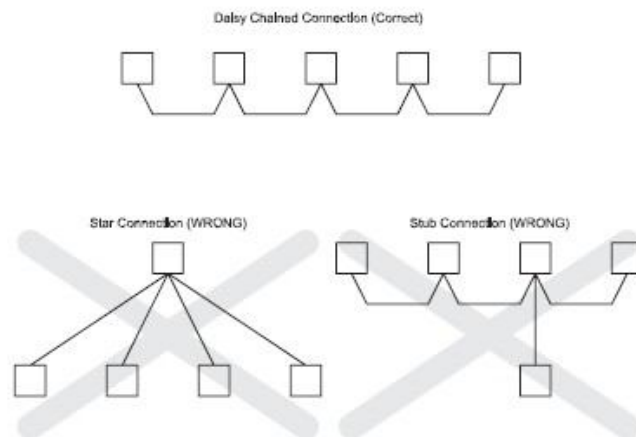 Daisy Chained Connection (Correct)
Star Connection (WRONG)
Stub Connection (WRONG)